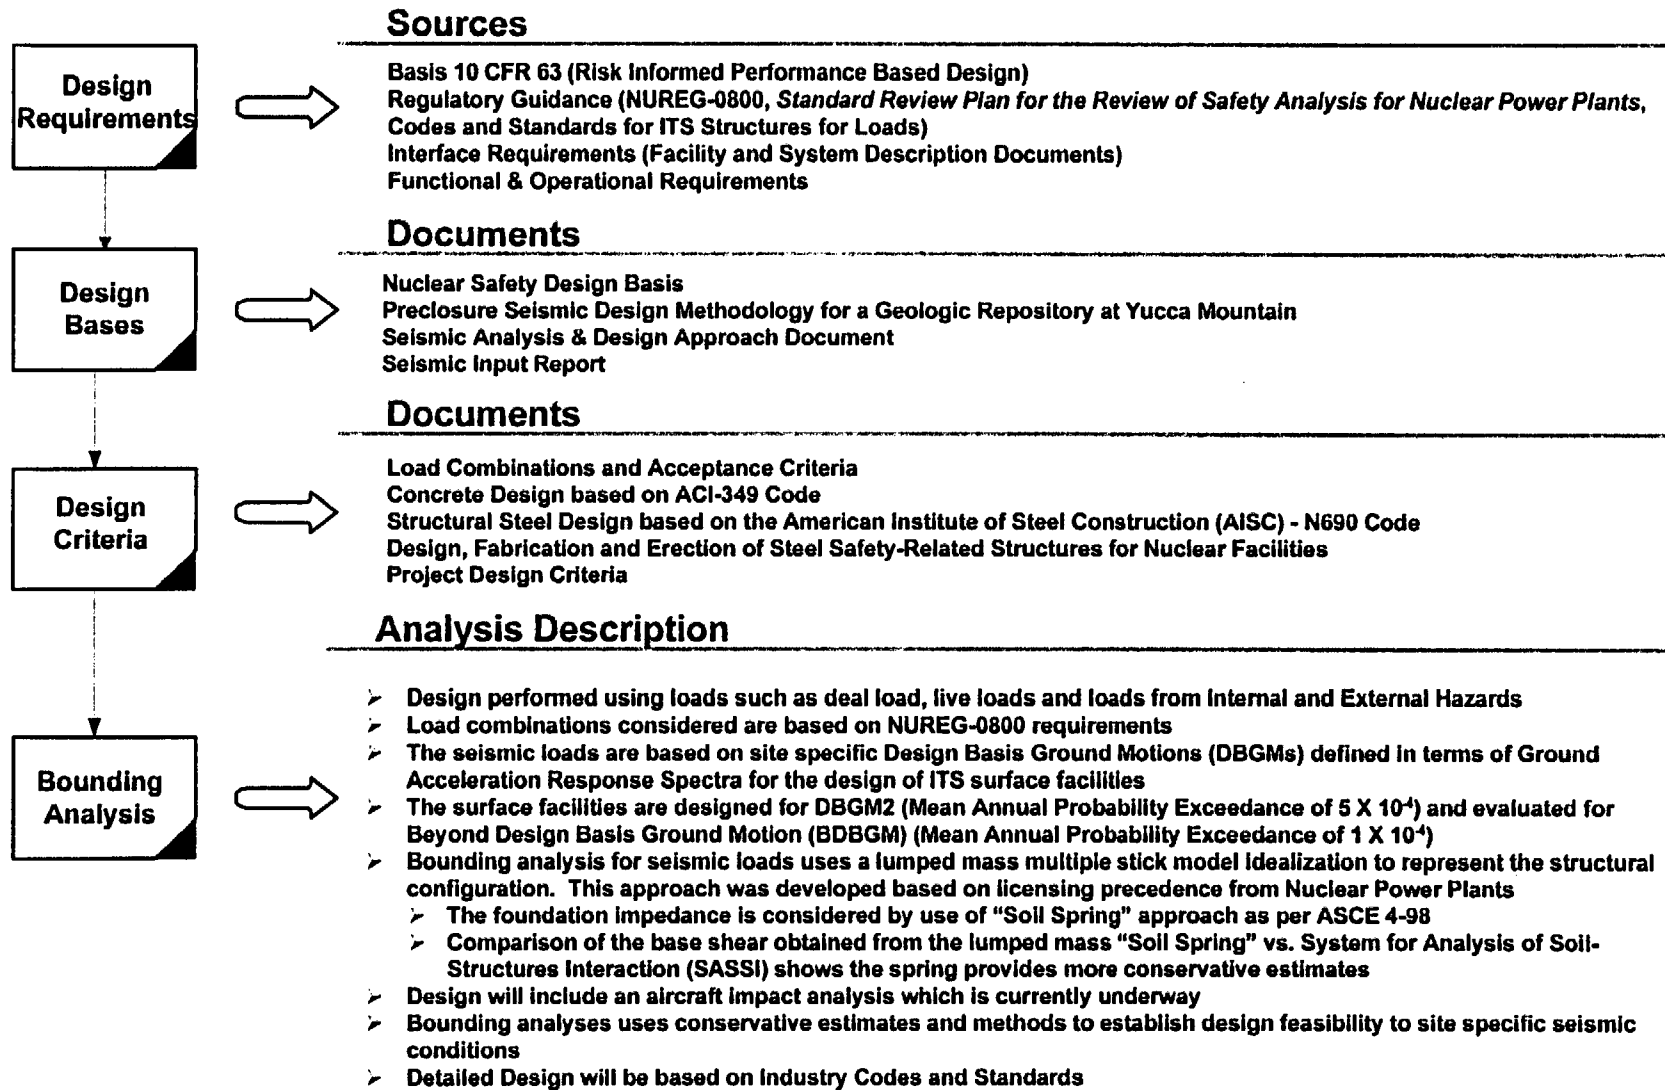 Sources
Design
Requirements
Basis 10 CFR 63 (Risk Informed Performance Based Design)
Regulatory Guidance (NUREG-0800, Standard Review Plan for the Review of Safety Analysis for Nuclear Power Plants,
Codes and Standards for ITS Structures for Loads)
Interface Requirements (Facility and System Description Documents)
Functional & Operational Requirements
Documents
Design
Bases
Nuclear Safety Design Basis
Preclosure Seismic Design Methodology for a Geologic Repository at Yucca Mountain
Seismic Analysis & Design Approach Document
Seismic Input Report
Documents
Design
Criteria
Load Combinations and Acceptance Criteria
Concrete Design based on ACI-349 Code
Structural Steel Design based on the American Institute of Steel Construction (AISC) - N690 Code
Design, Fabrication and Erection of Steel Safety-Related Structures for Nuclear Facilities
Project Design Criteria
Analysis Description
Bounding
Analysis
➢ Design performed using loads such as deal load, live loads and loads from Internal and External Hazards
➢ Load combinations considered are based on NUREG-0800 requirements
➢ The seismic loads are based on site specific Design Basis Ground Motions (DBGMs) defined in terms of Ground
Acceleration Response Spectra for the design of ITS surface facilities
➢ The surface facilities are designed for DBGM2 (Mean Annual Probability Exceedance of 5 X 10⁻⁴) and evaluated for
Beyond Design Basis Ground Motion (BDBGM) (Mean Annual Probability Exceedance of 1 X 10⁻⁴)
➢ Bounding analysis for seismic loads uses a lumped mass multiple stick model idealization to represent the structural
configuration. This approach was developed based on licensing precedence from Nuclear Power Plants
➢ The foundation impedance is considered by use of "Soil Spring" approach as per ASCE 4-98
➢ Comparison of the base shear obtained from the lumped mass "Soil Spring" vs. System for Analysis of Soil-
Structures Interaction (SASSI) shows the spring provides more conservative estimates
➢ Design will include an aircraft impact analysis which is currently underway
➢ Bounding analyses uses conservative estimates and methods to establish design feasibility to site specific seismic
conditions
➢ Detailed Design will be based on Industry Codes and Standards